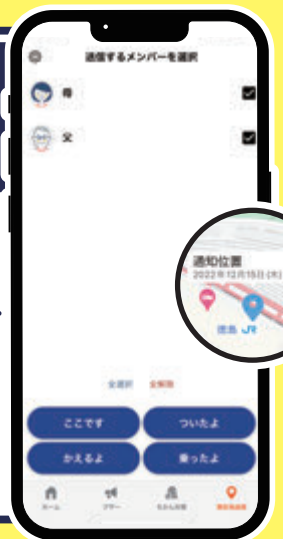 送信するメンバーを選択
母
父
通知位置
2022年12月15日(木)
徳島 JR
全選択 全解除
ここです ついたよ
かえるよ 乗ったよ
ホーム ブザー